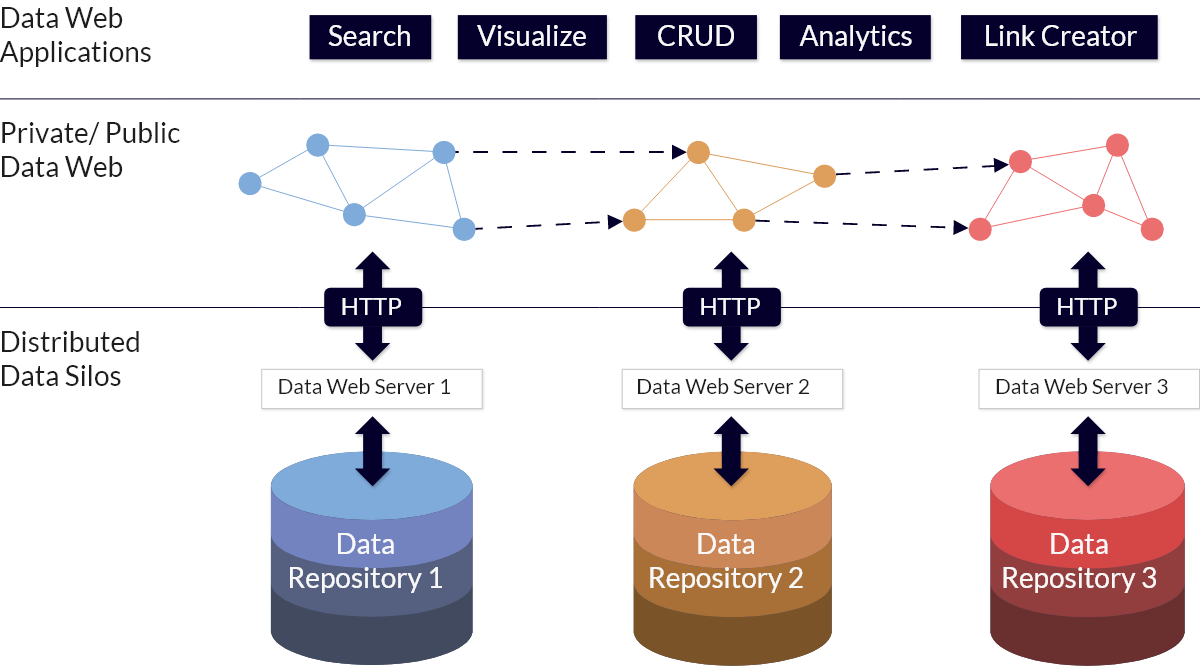 Data Web
Applications
Search
Visualize
CRUD
Analytics
Link Creator
Private/ Public
Data Web
HTTP
HTTP
HTTP
Distributed
Data Silos
Data Web Server 1
Data Web Server 2
Data Web Server 3
Data
Repository 1
Data
Repository 2
Data
Repository 3